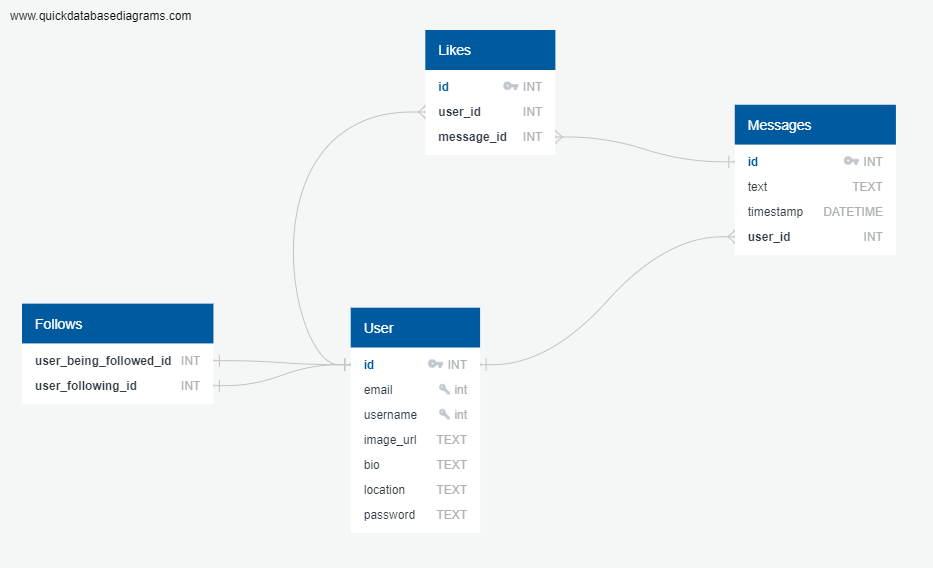 www.quickdatabasediagrams.com
Likes
id INT
user_id INT
message_id INT
Messages
id INT
text TEXT
timestamp DATETIME
user_id INT
Follows
user_being_followed_id INT
user_following_id INT
User
id INT
email int
username int
image_url TEXT
bio TEXT
location TEXT
password TEXT